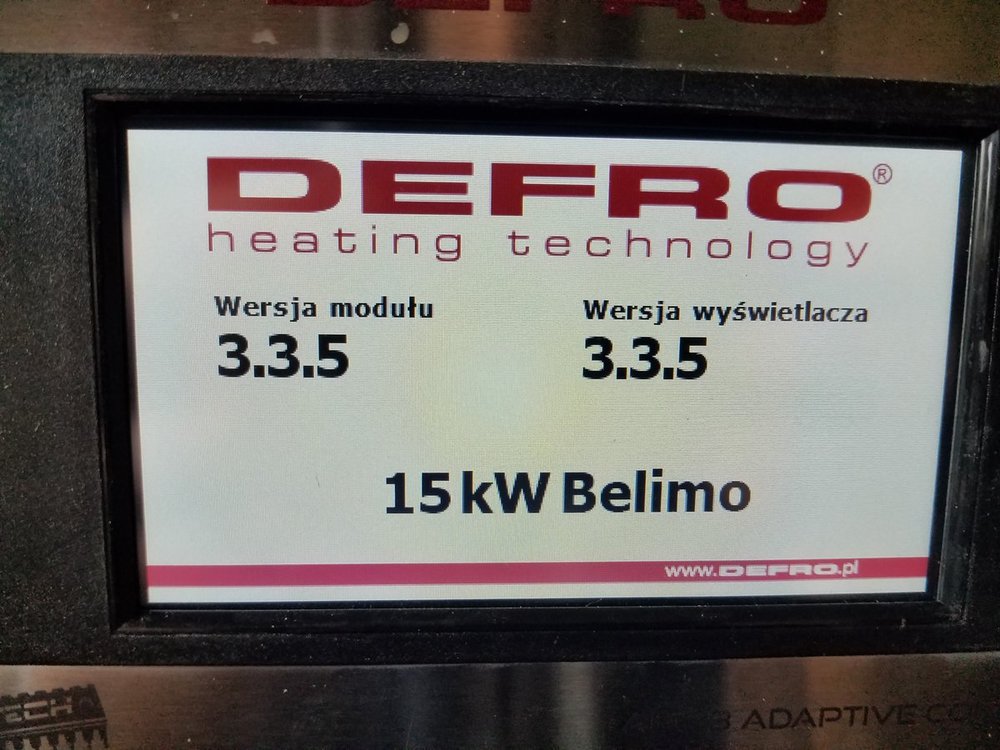 DEFRO
DEFRO®
heating technology
Wersja modułu
Wersja wyświetlacza
3.3.5
3.3.5
15 kW Belimo
www.DEFRO.pl
ADAPTIVE